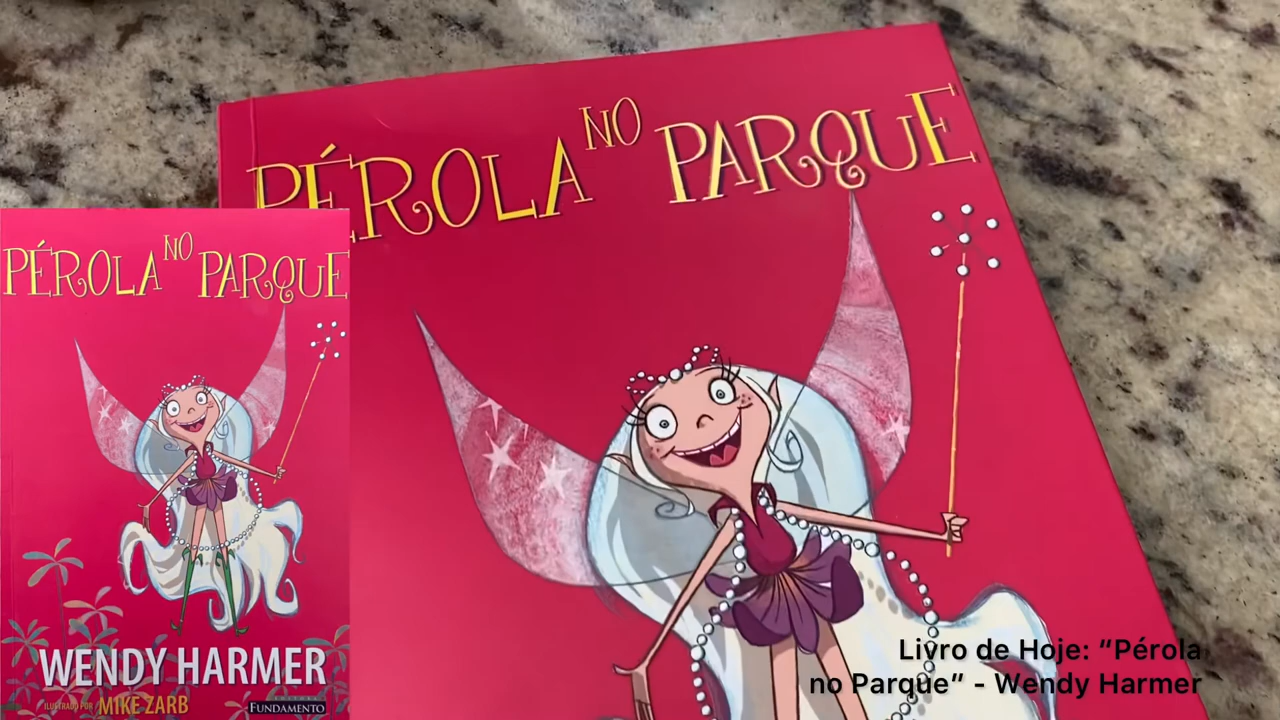 PÉROLA NO PARQUE
PÉROLA NO PARQUE
WENDY HARMER
ILUSTRADO POR MIKE ZARB
EDITORA
FUNDAMENTO
Livro de Hoje: “Pérola
no Parque” - Wendy Harmer